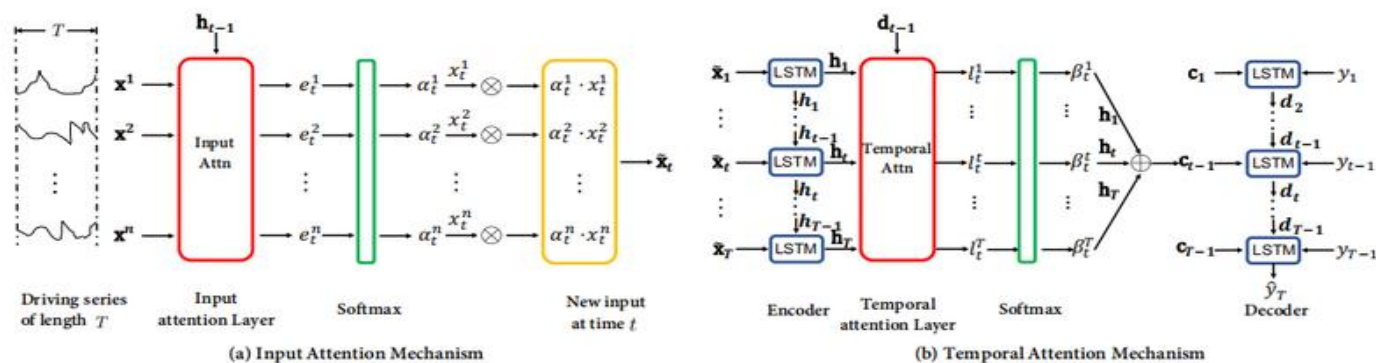 T
h_{t-1}
x^1
x^2
⋮
x^n
Input
Attn
e_t^1
e_t^2
⋮
e_t^n
α_t^1 x_t^1 ⊗
α_t^2 x_t^2 ⊗
⋮
α_t^n x_t^n ⊗
α_t^1 · x_t^1
α_t^2 · x_t^2
⋮
α_t^n · x_t^n
x̃_t
Driving series
of length T
Input
attention Layer
Softmax
New input
at time t
(a) Input Attention Mechanism
d_{t-1}
x̃_1 LSTM h_1
h_1
⋮
h_{t-1}
x̃_t LSTM h_t
h_t
⋮
h_{T-1}
x̃_T LSTM h_T
Temporal
Attn
l_t^1
⋮
l_t^t
⋮
l_t^T
β_t^1
⋮
β_t^t
⋮
β_t^T
h_1
h_t
h_T
⊕
c_1 LSTM y_1
d_2
d_{t-1}
c_{t-1} LSTM y_{t-1}
d_t
d_{T-1}
c_{T-1} LSTM y_{T-1}
ŷ_T
Encoder
Temporal
attention Layer
Softmax
Decoder
(b) Temporal Attention Mechanism